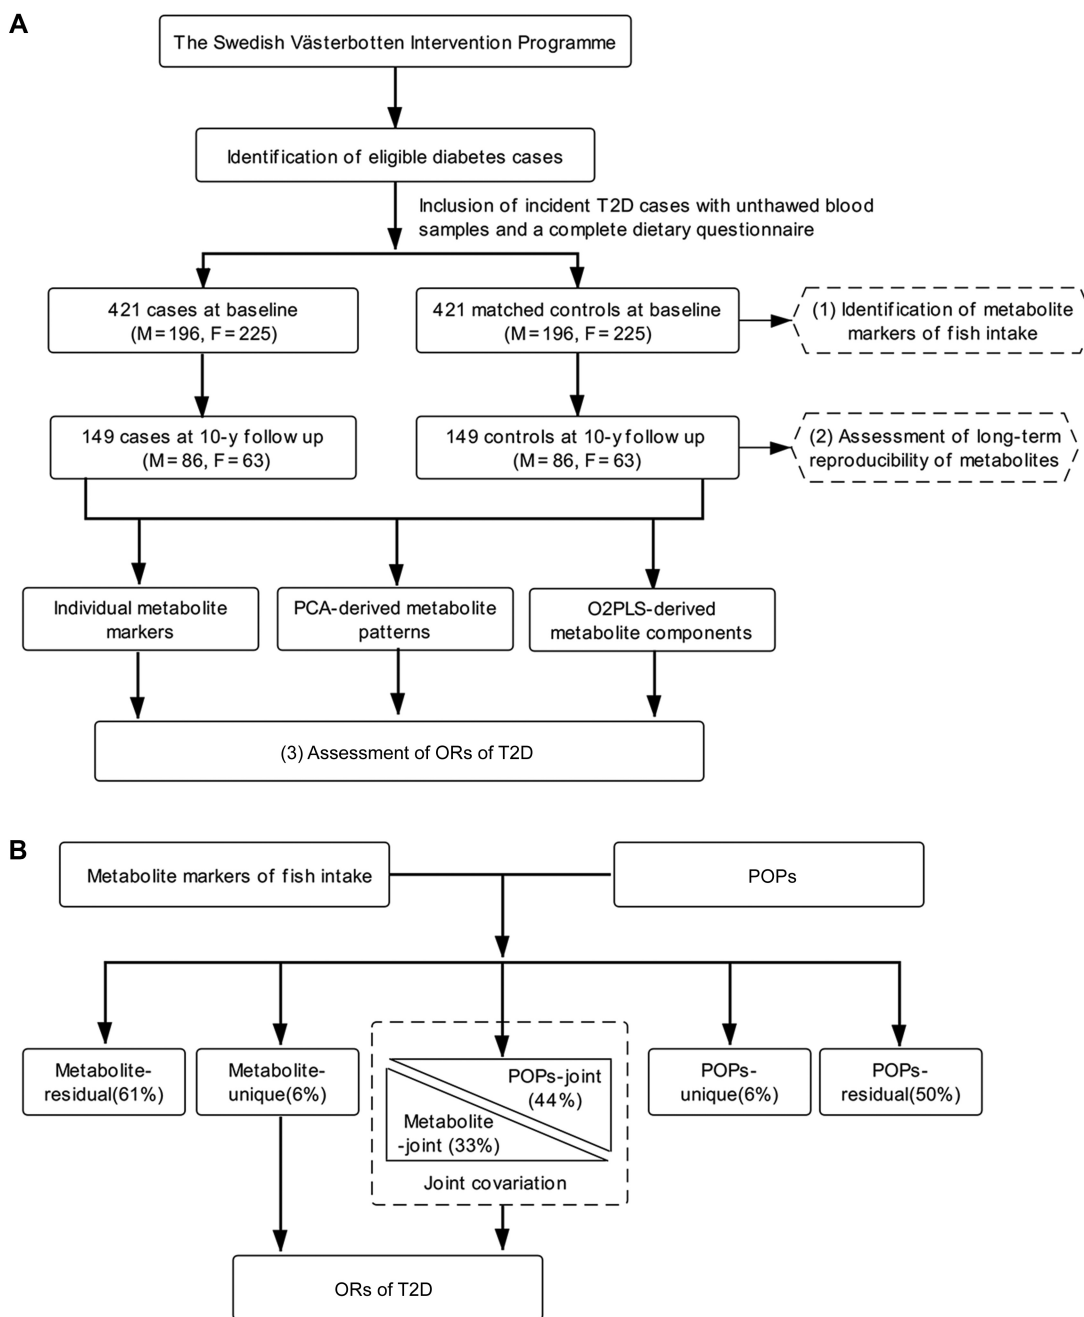 A
The Swedish Västerbotten Intervention Programme
Identification of eligible diabetes cases
Inclusion of incident T2D cases with unthawed blood
samples and a complete dietary questionnaire
421 cases at baseline
(M=196, F=225)
421 matched controls at baseline
(M=196, F=225)
(1) Identification of metabolite
markers of fish intake
149 cases at 10-y follow up
(M=86, F=63)
149 controls at 10-y follow up
(M=86, F=63)
(2) Assessment of long-term
reproducibility of metabolites
Individual metabolite
markers
PCA-derived metabolite
patterns
O2PLS-derived
metabolite components
(3) Assessment of ORs of T2D
B
Metabolite markers of fish intake
POPs
Metabolite-
residual(61%)
Metabolite-
unique(6%)
POPs-joint
(44%)
Metabolite
-joint (33%)
Joint covariation
POPs-
unique(6%)
POPs-
residual(50%)
ORs of T2D